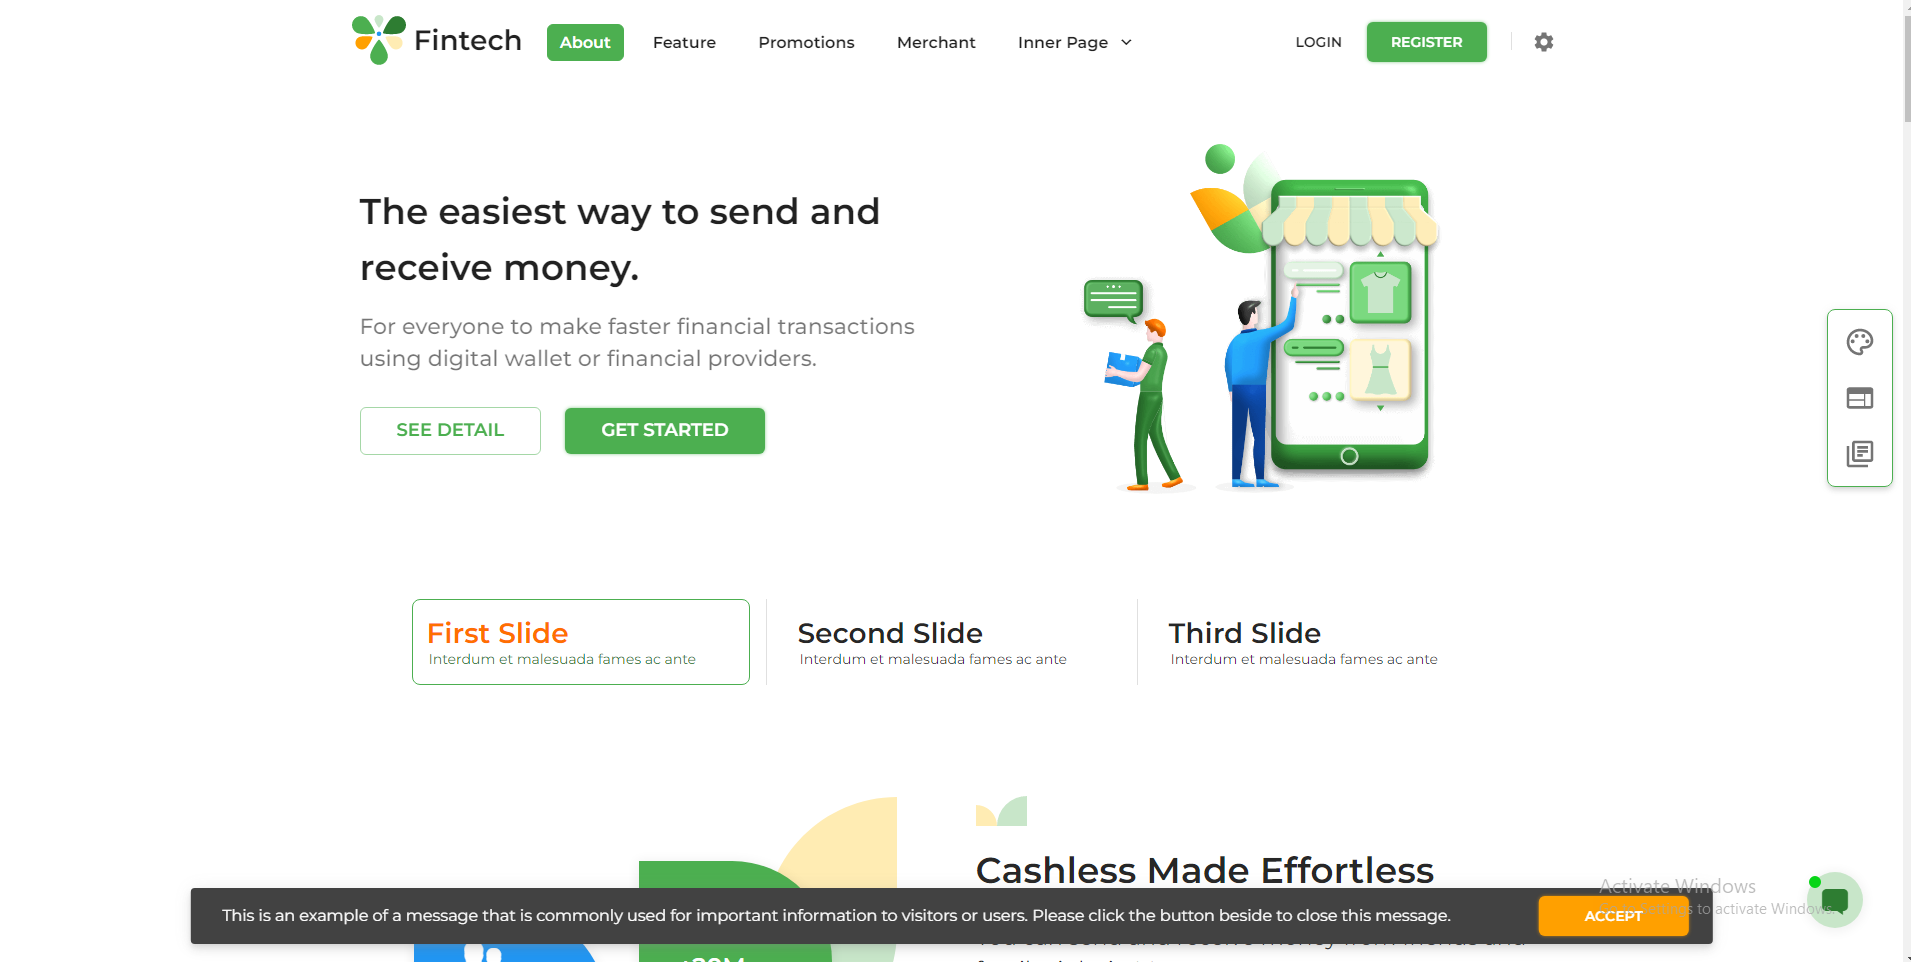 Fintech
About
Feature
Promotions
Merchant
Inner Page
LOGIN
REGISTER
The easiest way to send and
receive money.
For everyone to make faster financial transactions
using digital wallet or financial providers.
SEE DETAIL
GET STARTED
First Slide
Interdum et malesuada fames ac ante
Second Slide
Interdum et malesuada fames ac ante
Third Slide
Interdum et malesuada fames ac ante
Cashless Made Effortless
This is an example of a message that is commonly used for important information to visitors or users. Please click the button beside to close this message.
ACCEPT
Activate Windows
to activate Windows.